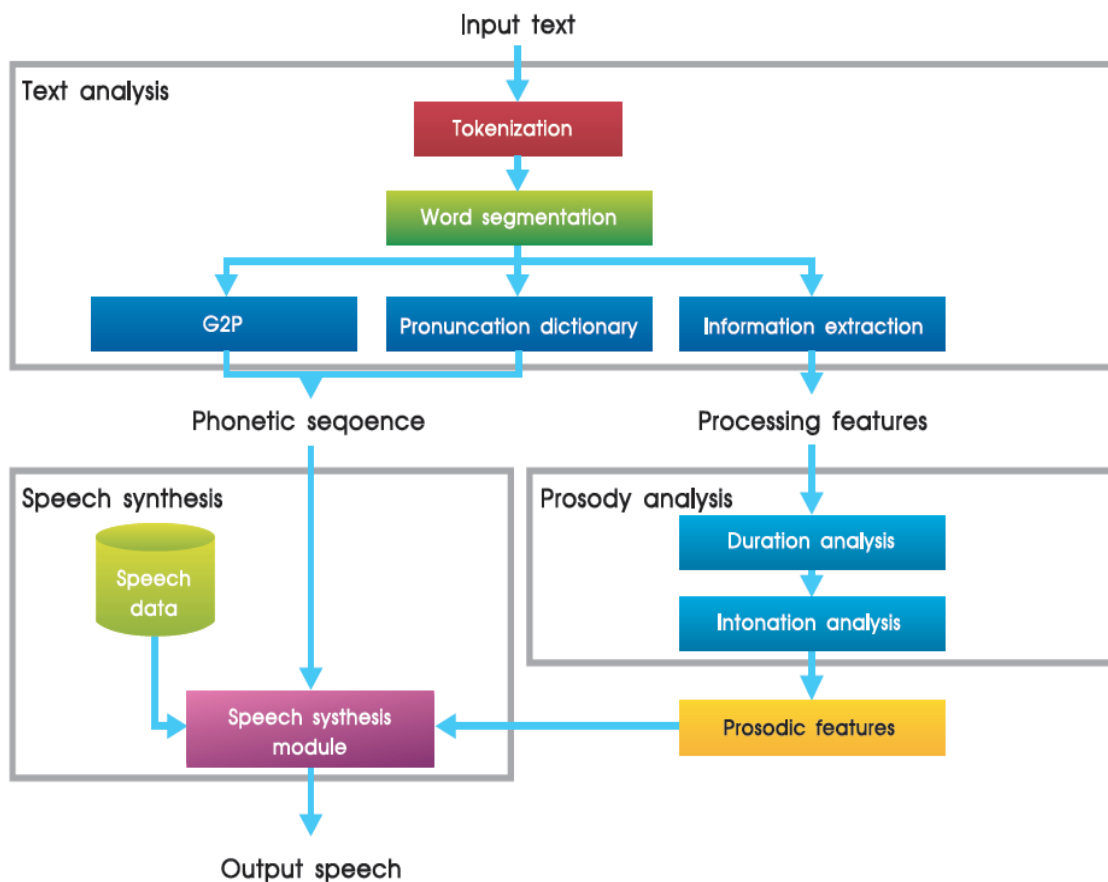 Input text
Text analysis
Tokenization
Word segmentation
G2P
Pronuncation dictionary
Information extraction
Phonetic seqoence
Processing features
Speech synthesis
Prosody analysis
Speech
data
Duration analysis
Intonation analysis
Speech systhesis
module
Prosodic features
Output speech